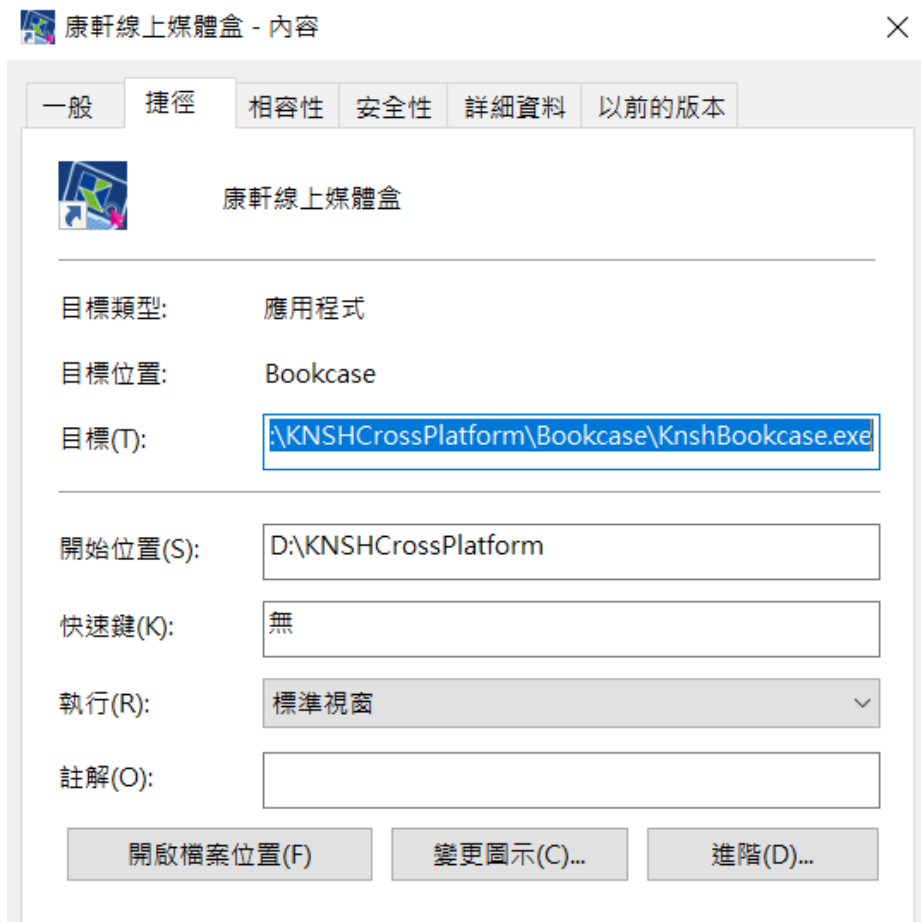 康軒線上媒體盒 - 內容
一般 捷徑 相容性 安全性 詳細資料 以前的版本
康軒線上媒體盒
目標類型: 應用程式
目標位置: Bookcase
目標(T): :\KNSHCrossPlatform\Bookcase\KnshBookcase.exe
開始位置(S): D:\KNSHCrossPlatform
快速鍵(K): 無
執行(R): 標準視窗
註解(O):
開啟檔案位置(F) 變更圖示(C)... 進階(D)...